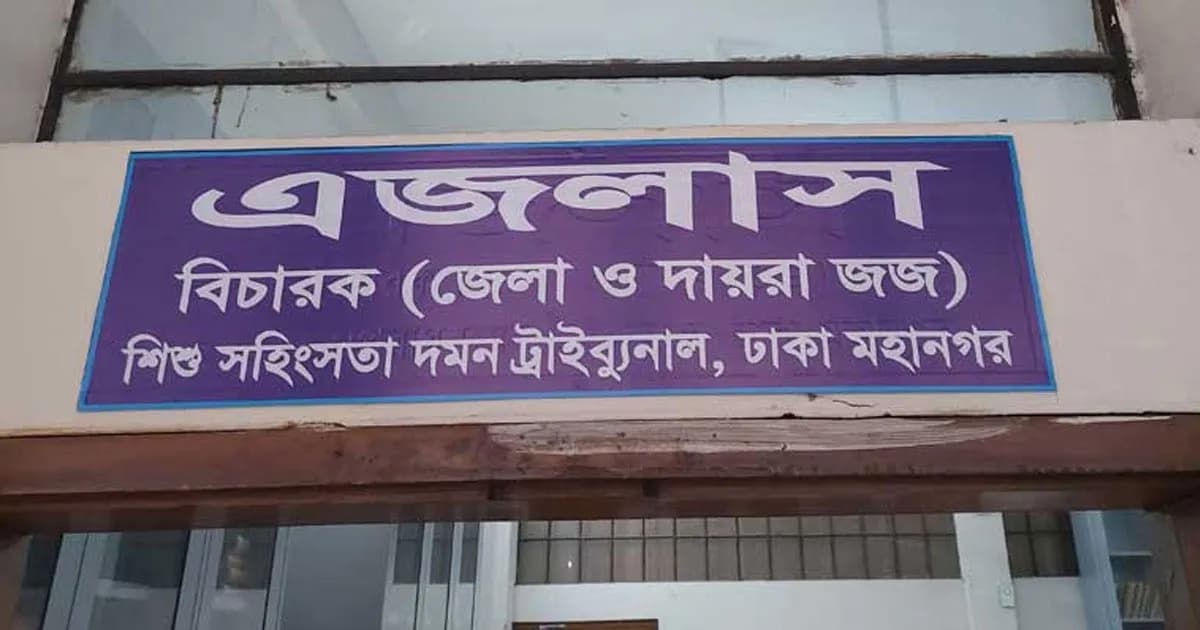 এজলাস
বিচারক (জেলা ও দায়রা জজ)
শিশু সহিংসতা দমন ট্রাইব্যুনাল, ঢাকা মহানগর